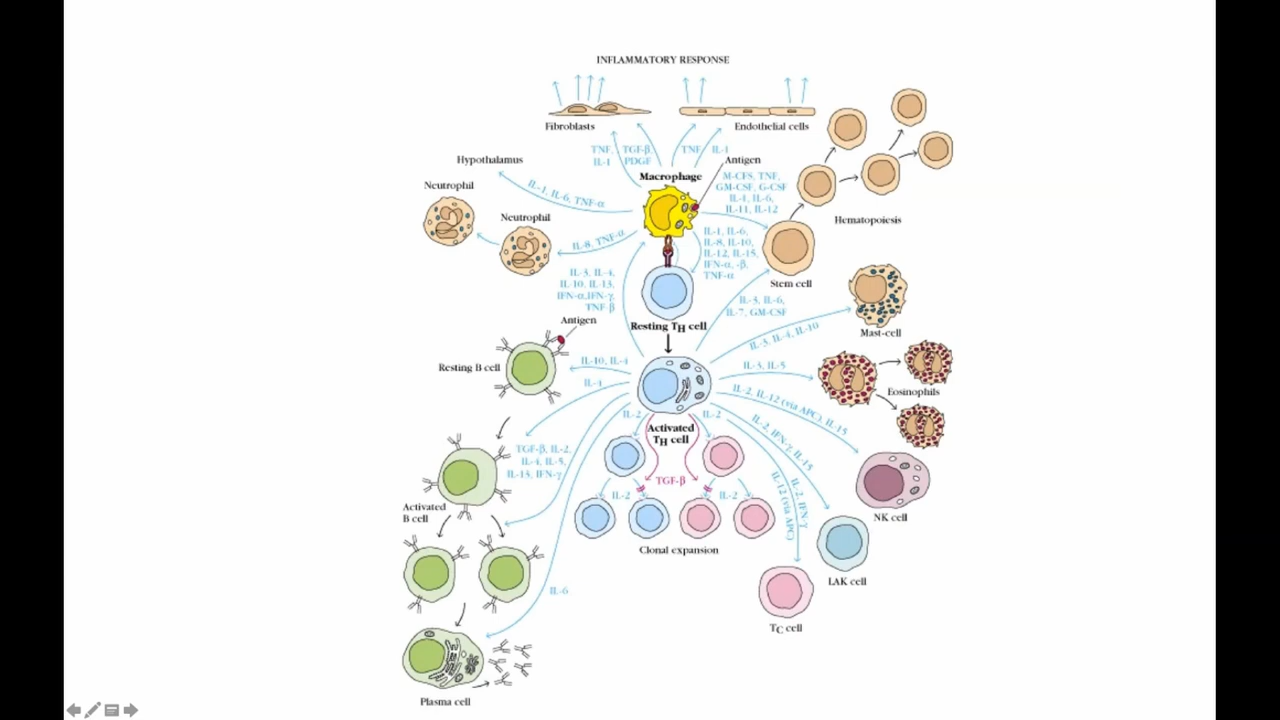 INFLAMMATORY RESPONSE
Fibroblasts
Endothelial cells
TNF,
IL-1
TGF-β,
PDGF
TNF
IL-1
Hypothalamus
Macrophage
Antigen
M-CFS, TNF,
GM-CSF, G-CSF
IL-1, IL-6,
IL-11, IL-12
Neutrophil
IL-1, IL-6, TNF-α
Neutrophil
Hematopoiesis
IL-8, TNF-α
IL-1, IL-6,
IL-8, IL-10,
IL-12, IL-15,
IFN-α, -β,
TNF-α
IL-3, IL-4,
IL-10, IL-13,
IFN-α,IFN-γ,
TNF-β
Stem cell
IL-3, IL-6,
IL-7, GM-CSF
Antigen
Resting TH cell
IL-3, IL-4, IL-10
Mast-cell
Resting B cell
IL-10, IL-4
IL-3, IL-5
IL-4
IL-2, IL-12 (via APC), IL-15
Eosinophils
IL-2
IL-2
Activated
TH cell
IL-2, IFN-γ, IL-15
TGF-β, IL-2,
IL-4, IL-5,
IL-13, IFN-γ
TGF-β
IL-2, IFN-γ
IL-12 (via APC)
IL-2
IL-2
Activated
B cell
NK cell
Clonal expansion
LAK cell
IL-6
TC cell
Plasma cell